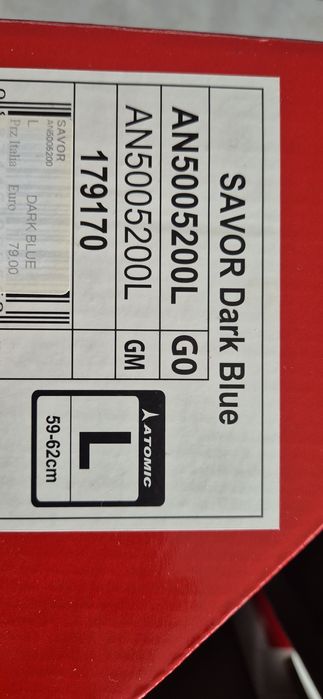 SAVOR Dark Blue
AN5005200L G0
AN5005200L GM
179170
ATOMIC
L
59-62cm
SAVOR
AN5005200
L DARK BLUE
Prz Italia Euro 79.00